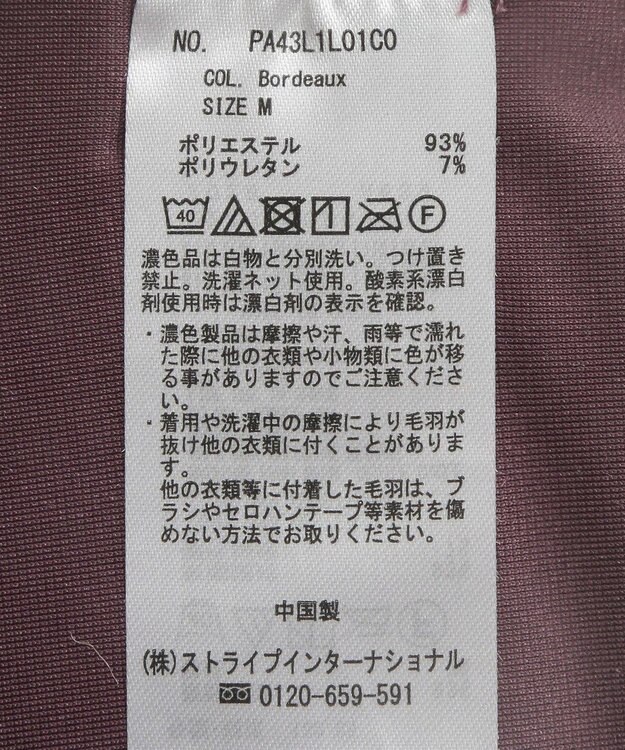 NO. PA43L1L01C0
COL. Bordeaux
SIZE M
ポリエステル 93%
ポリウレタン 7%
40 F
濃色品は白物と分別洗い。つけ置き
禁止。洗濯ネット使用。酸素系漂白
剤使用時は漂白剤の表示を確認。
・濃色製品は摩擦や汗、雨等で濡れ
た際に他の衣類や小物類に色が移
る事がありますのでご注意くださ
い。
・着用や洗濯中の摩擦により毛羽が
抜け他の衣類に付くことがありま
す。
他の衣類等に付着した毛羽は、ブ
ラシやセロハンテープ等素材を傷
めない方法でお取りください。
中国製
(株)ストライプインターナショナル
0120-659-591